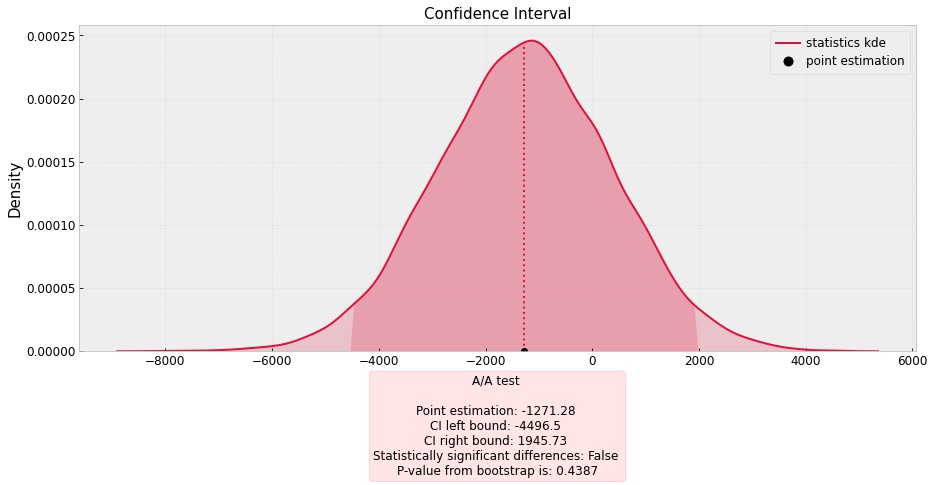 Confidence Interval
statistics kde
point estimation
Density
0.00025
0.00020
0.00015
0.00010
0.00005
0.00000
−8000 −6000 −4000 −2000 0 2000 4000 6000
A/A test
Point estimation: -1271.28
CI left bound: -4496.5
CI right bound: 1945.73
Statistically significant differences: False
P-value from bootstrap is: 0.4387